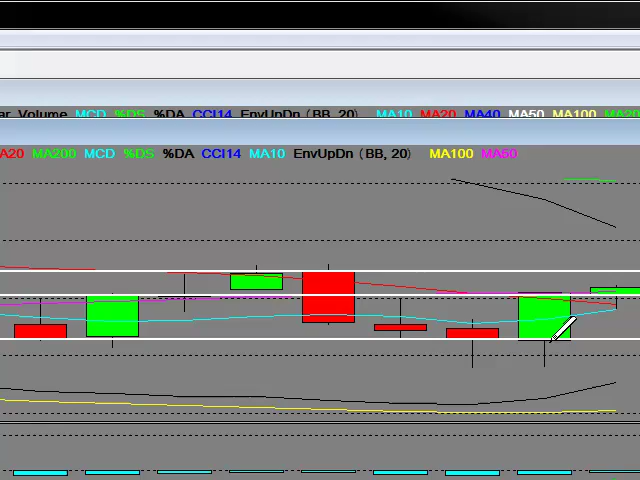 ar Volume MCD %DS %DA CCI14 EnvUpDn (BB, 20) MA10 MA20 MA40 MA50 MA100 MA20
A20 MA200 MCD %DS %DA CCI14 MA10 EnvUpDn (BB, 20) MA100 MA50